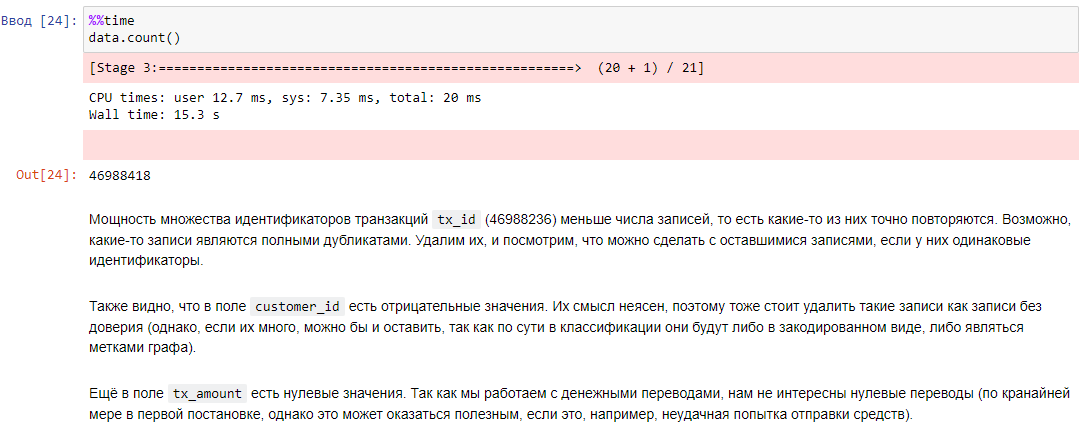 Ввод [24]: %%time
data.count()
[Stage 3:======================================================> (20 + 1) / 21]
CPU times: user 12.7 ms, sys: 7.35 ms, total: 20 ms
Wall time: 15.3 s
Out[24]: 46988418
Мощность множества идентификаторов транзакций tx_id (46988236) меньше числа записей, то есть какие-то из них точно повторяются. Возможно,
какие-то записи являются полными дубликатами. Удалим их, и посмотрим, что можно сделать с оставшимися записями, если у них одинаковые
идентификаторы.
Также видно, что в поле customer_id есть отрицательные значения. Их смысл неясен, поэтому тоже стоит удалить такие записи как записи без
доверия (однако, если их много, можно бы и оставить, так как по сути в классификации они будут либо в закодированном виде, либо являться
метками графа).
Ещё в поле tx_amount есть нулевые значения. Так как мы работаем с денежными переводами, нам не интересны нулевые переводы (по кранайней
мере в первой постановке, однако это может оказаться полезным, если это, например, неудачная попытка отправки средств).